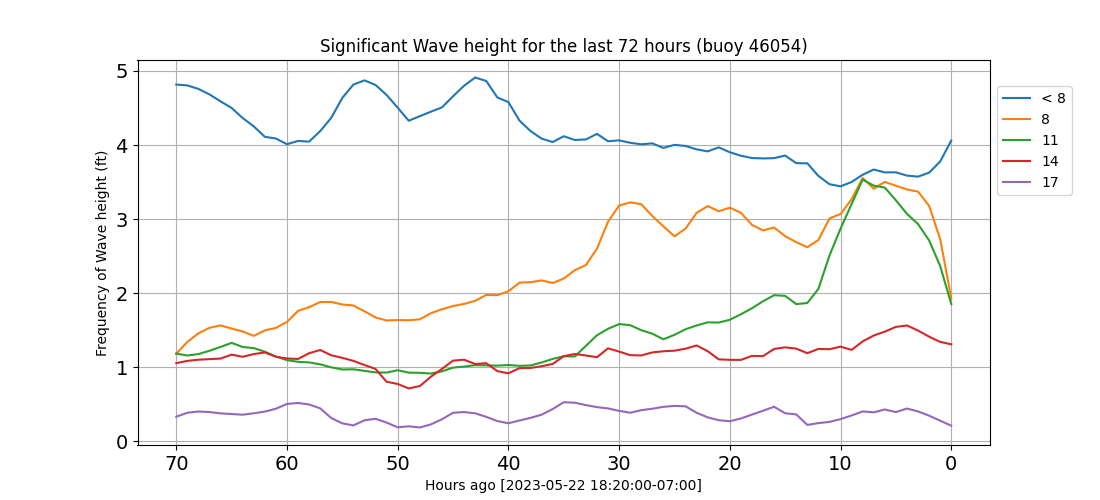 Significant Wave height for the last 72 hours (buoy 46054)
Frequency of Wave height (ft)
5
4
3
2
1
0
70 60 50 40 30 20 10 0
Hours ago [2023-05-22 18:20:00-07:00]
< 8
8
11
14
17